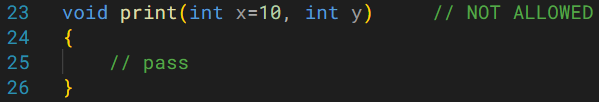 23 void print(int x=10, int y) // NOT ALLOWED
24 {
25 // pass
26 }